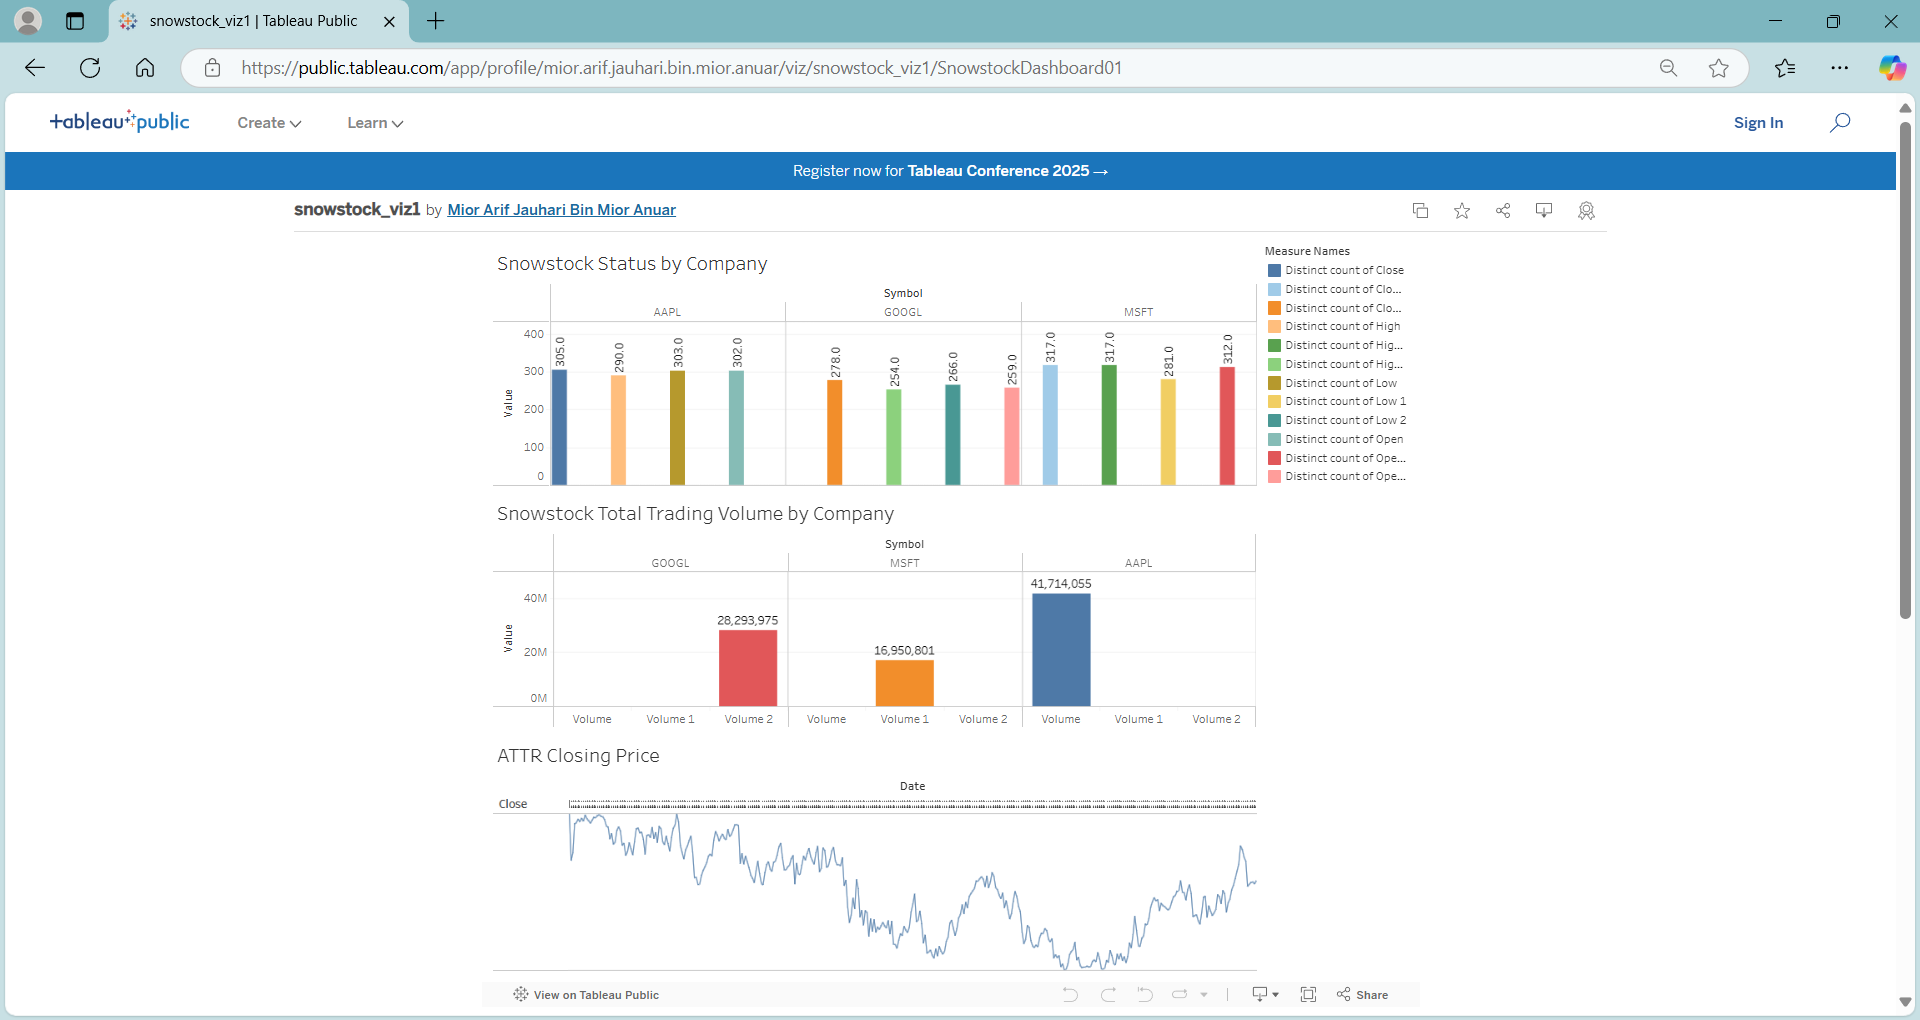 snowstock_viz1 | Tableau Public
https://public.tableau.com/app/profile/mior.arif.jauhari.bin.mior.anuar/viz/snowstock_viz1/SnowstockDashboard01
tableau public
Create
Learn
Sign In
Register now for Tableau Conference 2025 →
snowstock_viz1 by Mior Arif Jauhari Bin Mior Anuar
Snowstock Status by Company
Symbol
AAPL GOOGL MSFT
Value
400
300
200
100
0
305.0 290.0 303.0 302.0 278.0 254.0 266.0 259.0 317.0 317.0 281.0 312.0
Measure Names
Distinct count of Close
Distinct count of Clo...
Distinct count of Clo...
Distinct count of High
Distinct count of Hig...
Distinct count of Hig...
Distinct count of Low
Distinct count of Low 1
Distinct count of Low 2
Distinct count of Open
Distinct count of Ope...
Distinct count of Ope...
Snowstock Total Trading Volume by Company
Symbol
GOOGL MSFT AAPL
Value
40M
20M
0M
28,293,975
16,950,801
41,714,055
Volume Volume 1 Volume 2 Volume Volume 1 Volume 2 Volume Volume 1 Volume 2
ATTR Closing Price
Date
Close
View on Tableau Public
Share